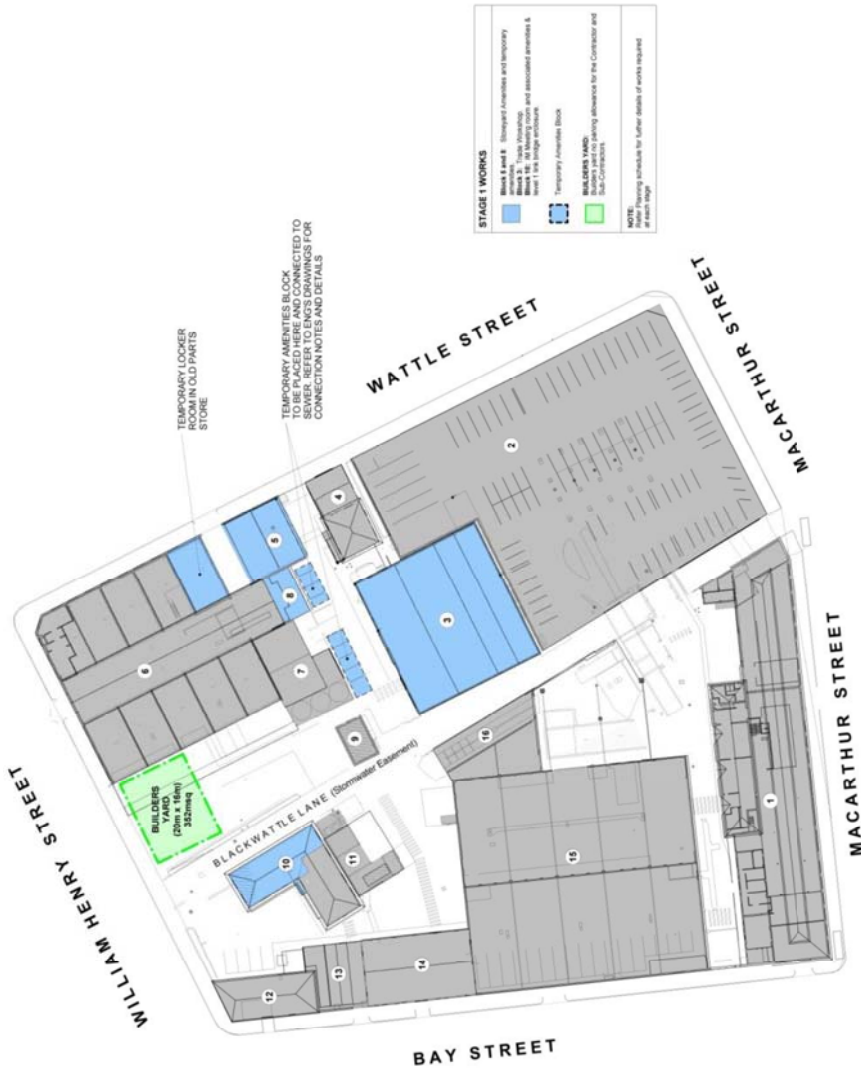 STAGE 1 WORKS
Block 5 and 8: Storeyard Amenities and temporary
amenities.
Block 3: Trade Workshop.
Block 10: IM Meeting room and associated amenities &
level 1 link bridge enclosure.
Temporary Amenities Block
BUILDERS YARD:
Builders yard no parking allowance for the Contractor and
Sub-Contractors.
NOTE:
Refer Planning schedule for further details of works required
at each stage
TEMPORARY LOCKER
ROOM IN OLD PARTS
STORE
TEMPORARY AMENITIES BLOCK
TO BE PLACED HERE AND CONNECTED TO
SEWER. REFER TO ENG'S DRAWINGS FOR
CONNECTION NOTES AND DETAILS
WATTLE STREET
MACARTHUR STREET
MACARTHUR STREET
WILLIAM HENRY STREET
BAY STREET
BLACKWATTLE LANE (Stormwater Easement)
BUILDERS
YARD
(20m x 16m)
352msq
1
2
3
4
5
6
7
8
9
10
11
12
13
14
15
16